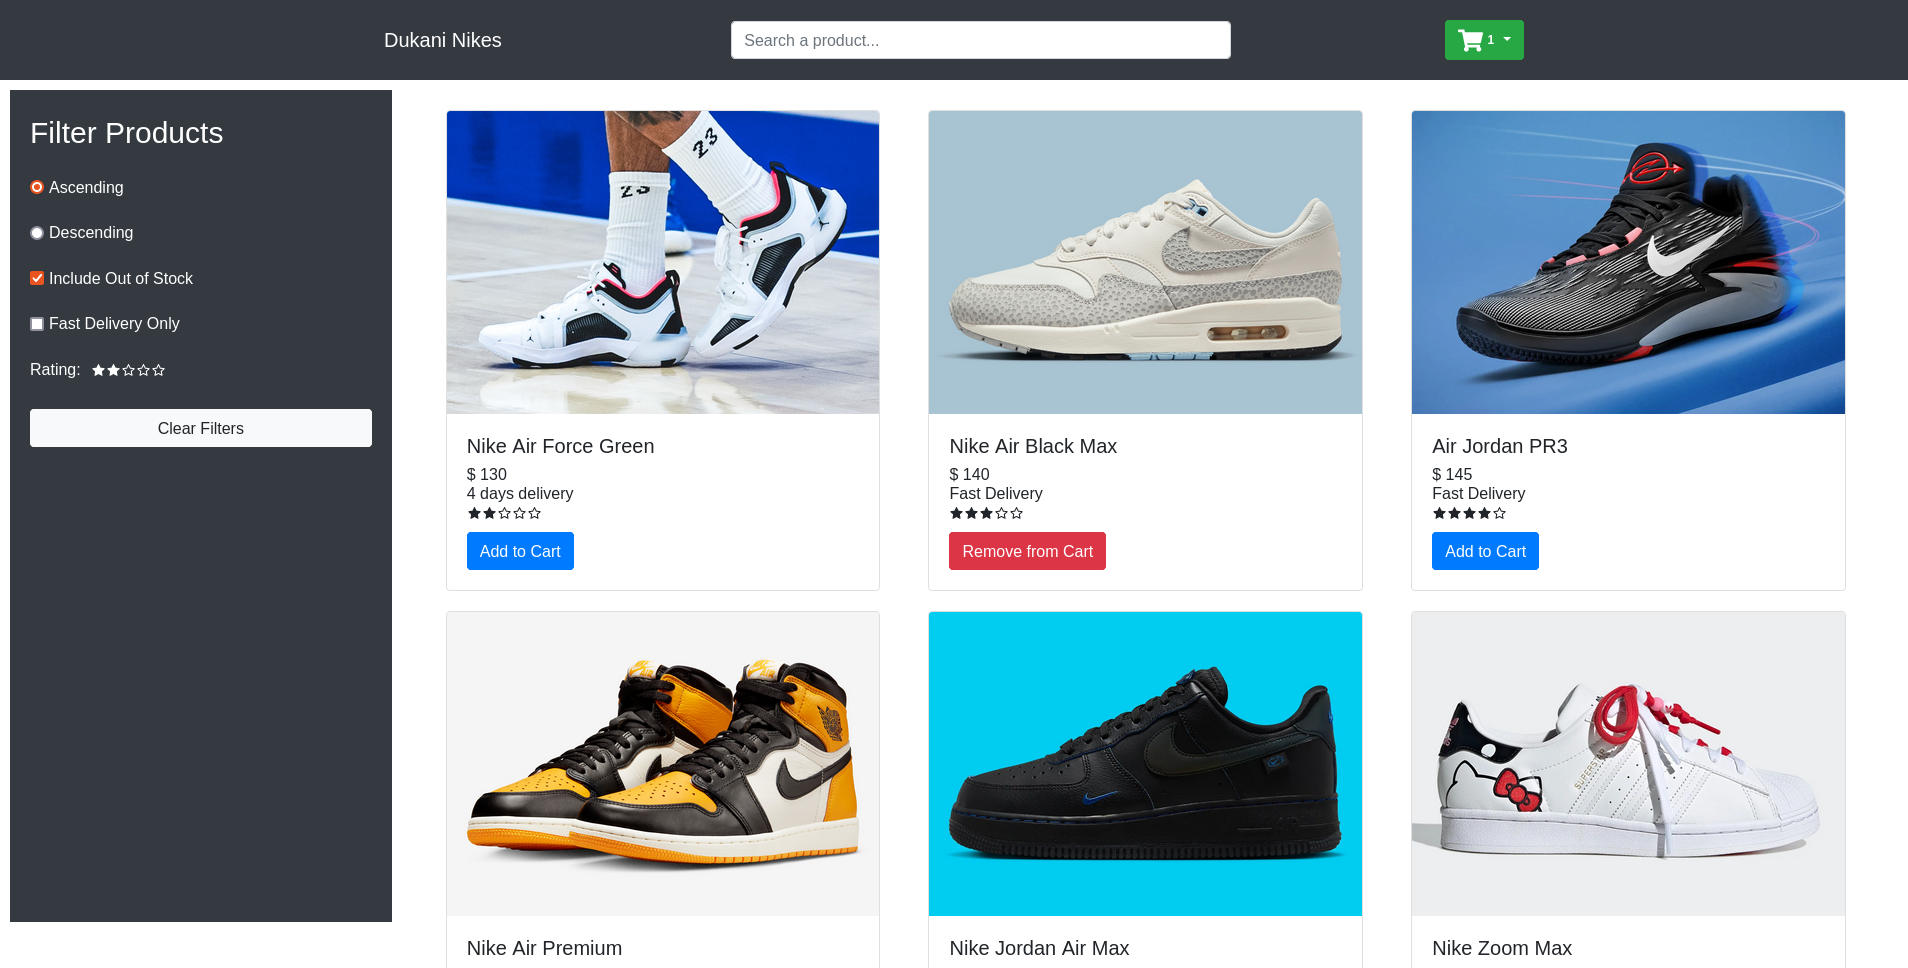 Dukani Nikes
Search a product...
1
Filter Products
Ascending
Descending
Include Out of Stock
Fast Delivery Only
Rating:
Clear Filters
23
23
Nike Air Force Green
$ 130
4 days delivery
Add to Cart
Nike Air Black Max
$ 140
Fast Delivery
Remove from Cart
Air Jordan PR3
$ 145
Fast Delivery
Add to Cart
Nike Air Premium
Nike Jordan Air Max
SUPERSTAR
Nike Zoom Max